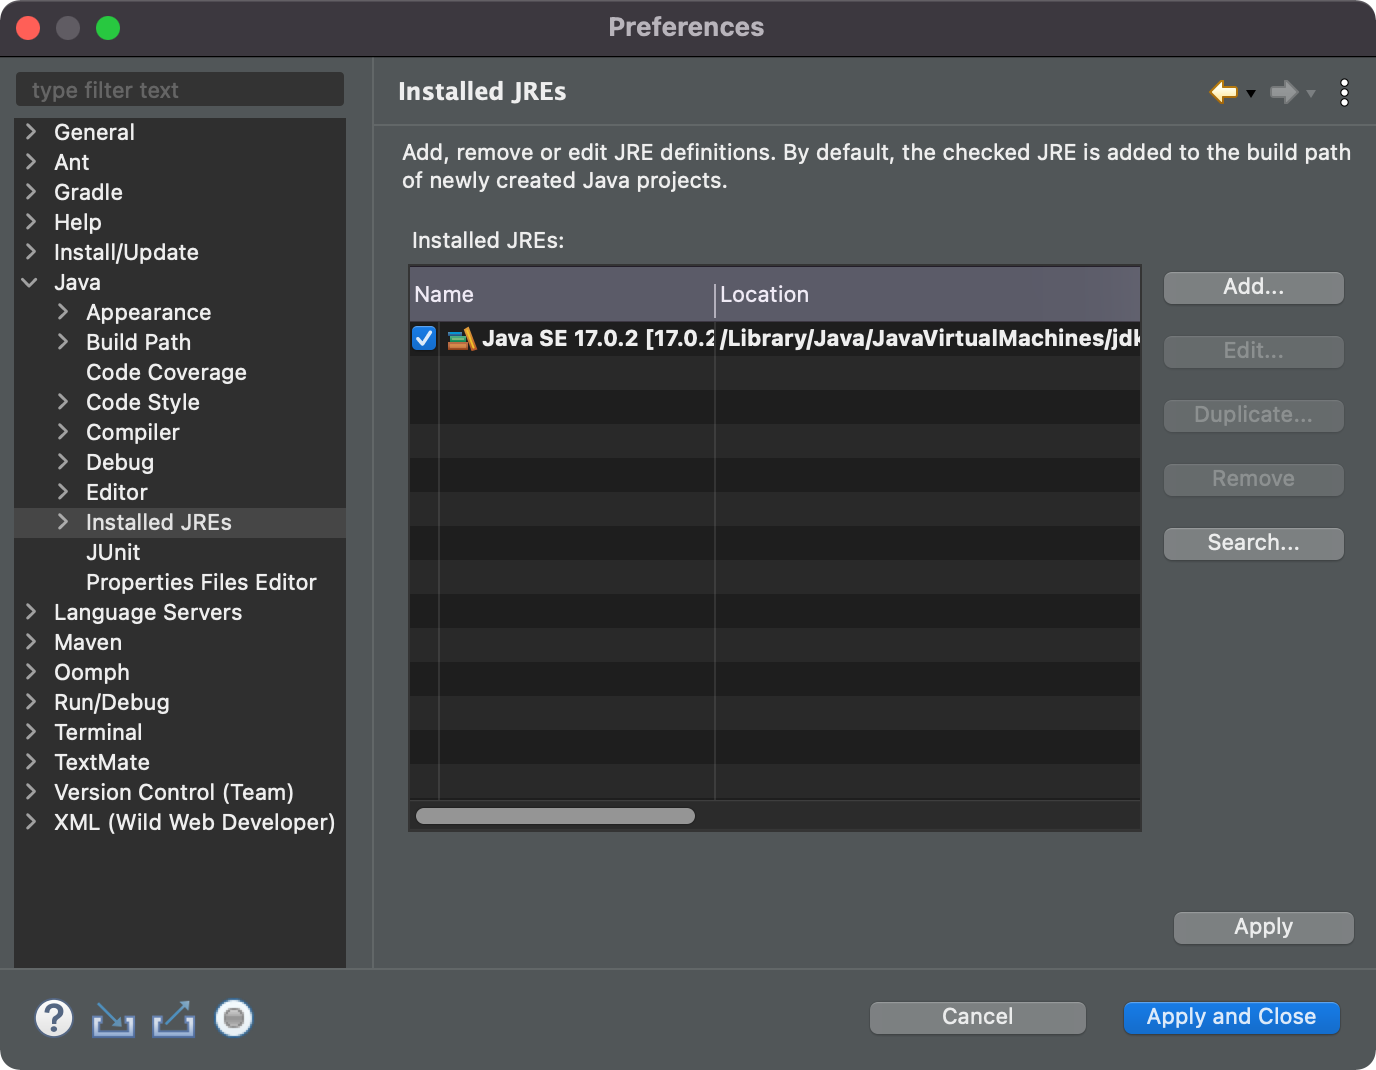 Preferences
type filter text
General
Ant
Gradle
Help
Install/Update
Java
Appearance
Build Path
Code Coverage
Code Style
Compiler
Debug
Editor
Installed JREs
JUnit
Properties Files Editor
Language Servers
Maven
Oomph
Run/Debug
Terminal
TextMate
Version Control (Team)
XML (Wild Web Developer)
Installed JREs
Add, remove or edit JRE definitions. By default, the checked JRE is added to the build path
of newly created Java projects.
Installed JREs:
Name Location
Java SE 17.0.2 [17.0.2 /Library/Java/JavaVirtualMachines/jdk
Add...
Edit...
Duplicate...
Remove
Search...
Apply
?
Cancel
Apply and Close